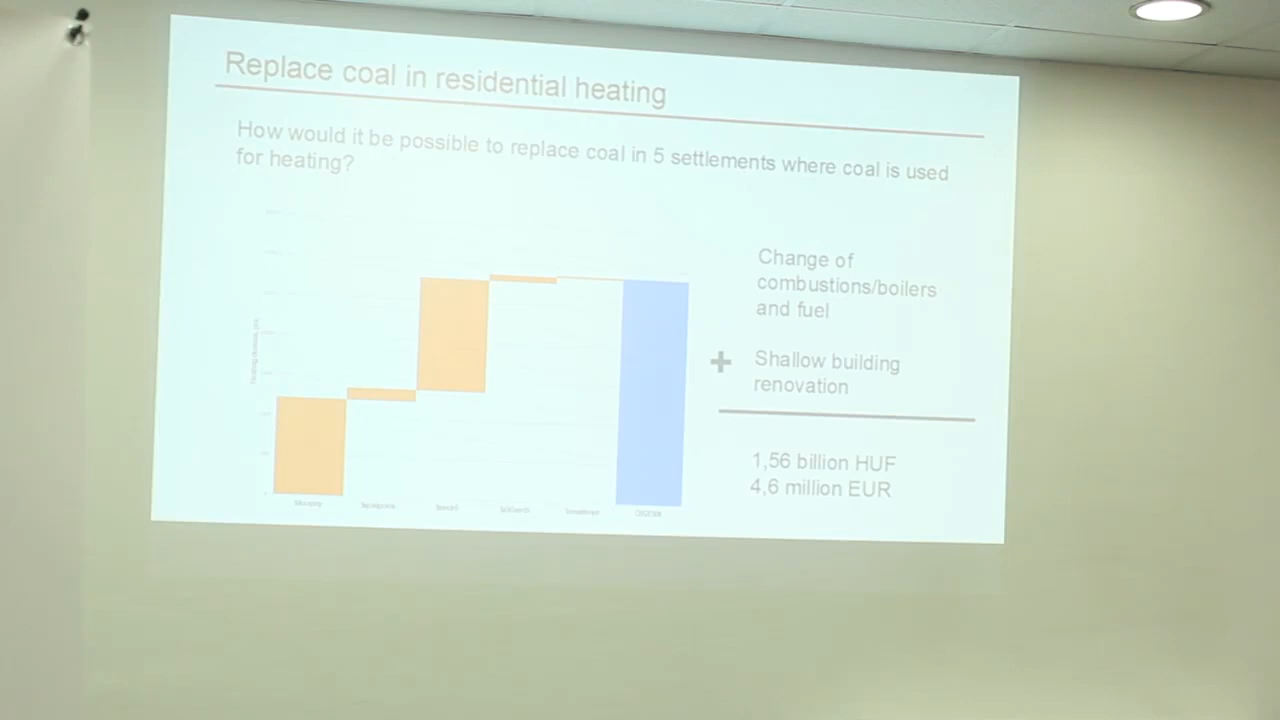 Replace coal in residential heating
How would it be possible to replace coal in 5 settlements where coal is used
for heating?
Change of
combustions/boilers
and fuel
+ Shallow building
renovation
1,56 billion HUF
4,6 million EUR